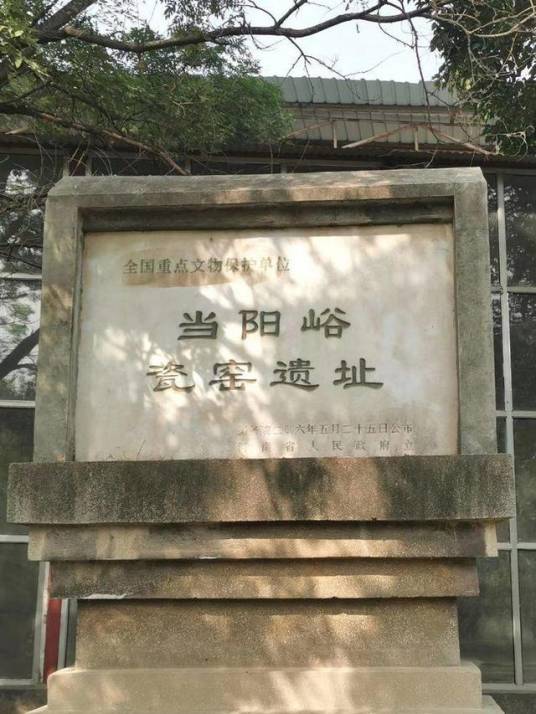 全国重点文物保护单位
当阳峪
瓷窑遗址
六年五月二十五日公布
省人民政府立